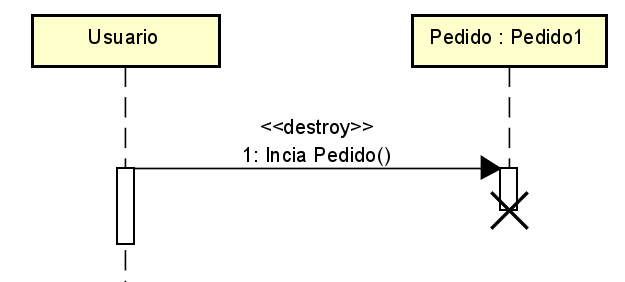 Usuario
Pedido : Pedido1
<<destroy>>
1: Incia Pedido()